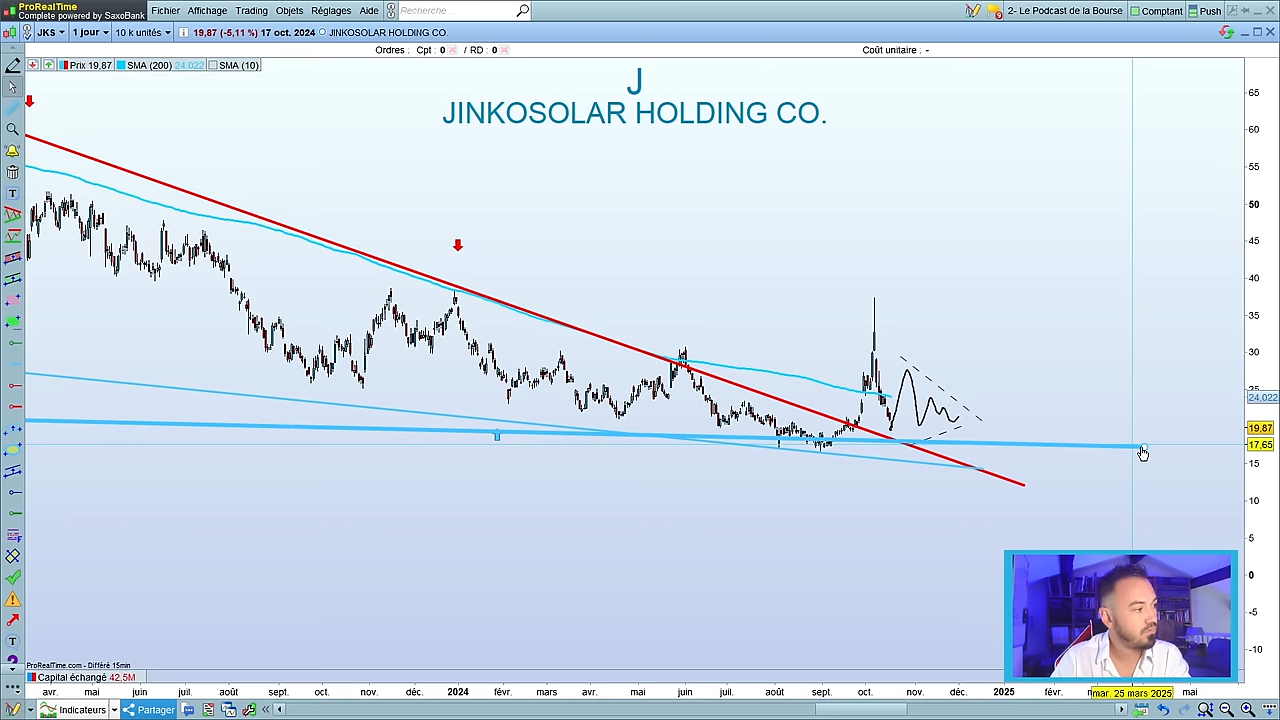 ProRealTime
Complete powered by SaxoBank
Fichier Affichage Trading Objets Réglages Aide Recherche 2- Le Podcast de la Bourse Comptant Push
JKS 1 jour 10 k unités 19,87 (-5,11 %) 17 oct. 2024 JINKOSOLAR HOLDING CO.
Ordres : Cpt : 0 / RD : 0 Coût unitaire : -
Prix 19,87 SMA (200) 24,022 SMA (10)
J
JINKOSOLAR HOLDING CO.
65
60
55
50
45
40
35
30
25
24,022
19,87
17,65
15
10
5
0
-5
-10
ProRealTime.com - Différé 15min
Capital échangé 42.5M
avr. mai juin juil. août sept. oct. nov. déc. 2024 févr. mars avr. mai juin juil. août sept. oct. nov. déc. 2025 févr. mar. 25 mars 2025 mai
Indicateurs Partager